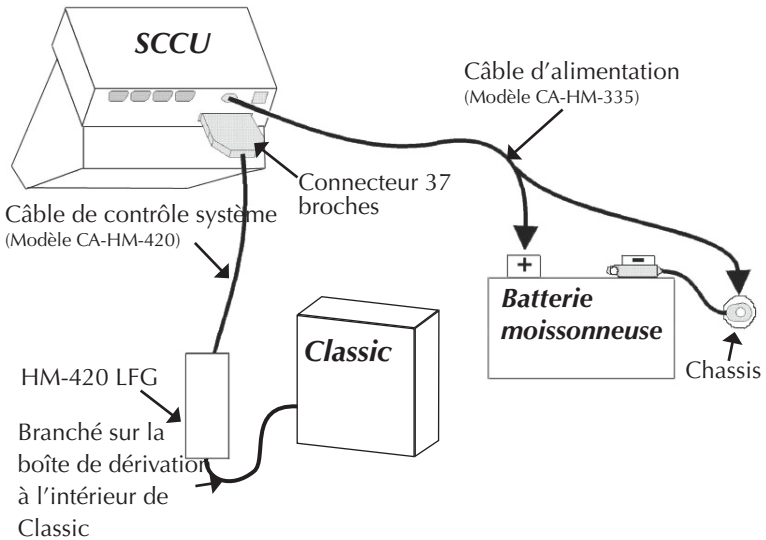 SCCU
Câble d’alimentation
(Modèle CA-HM-335)
Connecteur 37
broches
Câble de contrôle système
(Modèle CA-HM-420)
+
-
Batterie
moissonneuse
Chassis
Classic
HM-420 LFG
Branché sur la
boîte de dérivation
à l’intérieur de
Classic